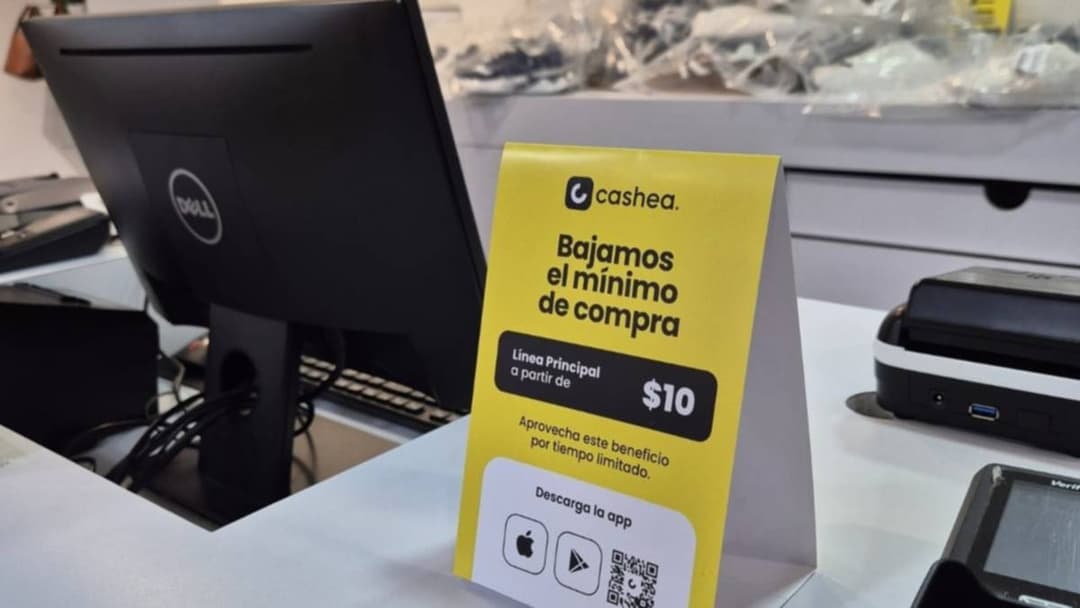 DELL
cashea.
Bajamos
el mínimo
de compra
Línea Principal
a partir de
$10
Aprovecha este beneficio
por tiempo limitado.
Descarga la app